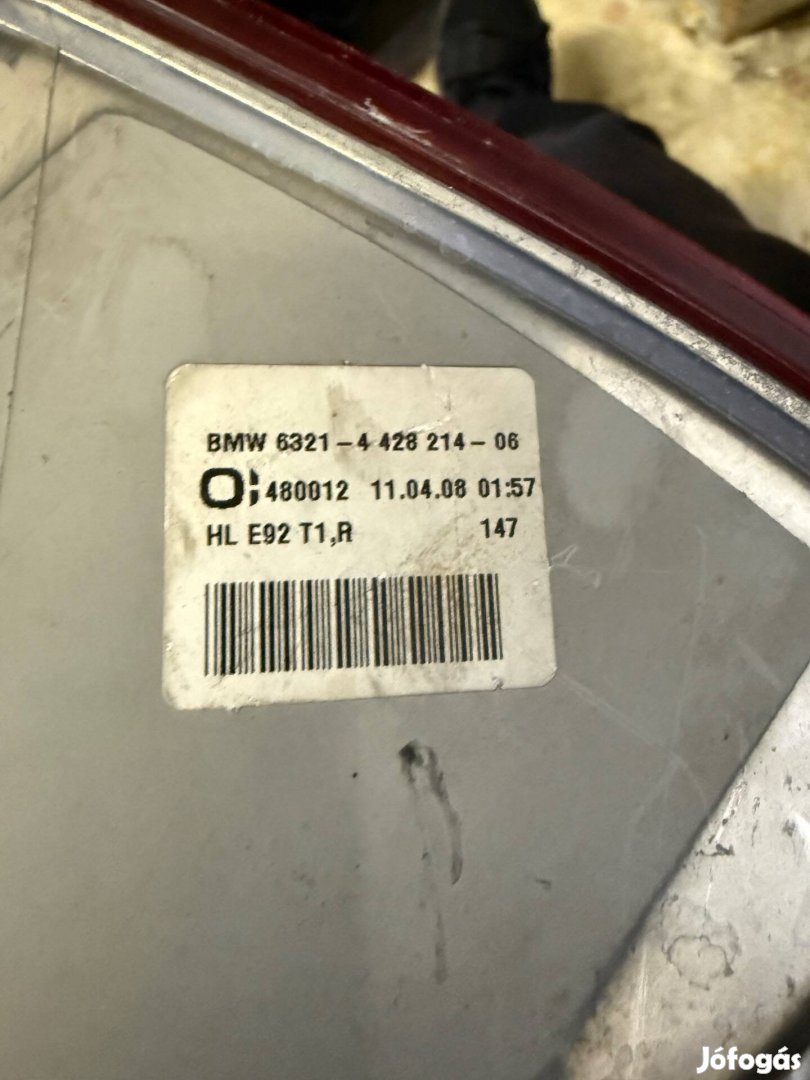 BMW 6321-4 428 214-06
480012 11.04.08 01:57
HL E92 T1,R 147
Jófogás